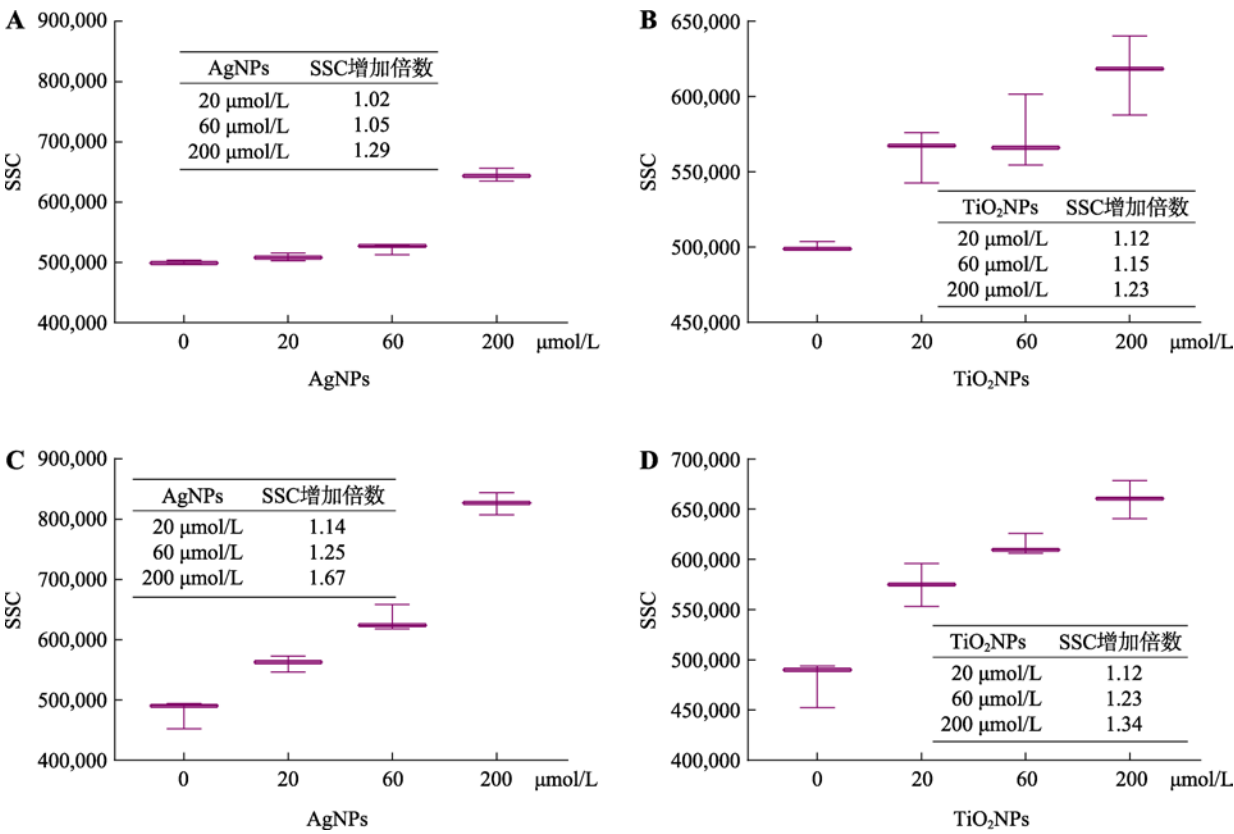 A
900,000
800,000
700,000
600,000
500,000
400,000
SSC
AgNPs SSC增加倍数
20 μmol/L 1.02
60 μmol/L 1.05
200 μmol/L 1.29
0 20 60 200 μmol/L
AgNPs
B
650,000
600,000
550,000
500,000
450,000
SSC
TiO₂NPs SSC增加倍数
20 μmol/L 1.12
60 μmol/L 1.15
200 μmol/L 1.23
0 20 60 200 μmol/L
TiO₂NPs
C
900,000
800,000
700,000
600,000
500,000
400,000
SSC
AgNPs SSC增加倍数
20 μmol/L 1.14
60 μmol/L 1.25
200 μmol/L 1.67
0 20 60 200 μmol/L
AgNPs
D
700,000
650,000
600,000
550,000
500,000
450,000
400,000
SSC
TiO₂NPs SSC增加倍数
20 μmol/L 1.12
60 μmol/L 1.23
200 μmol/L 1.34
0 20 60 200 μmol/L
TiO₂NPs